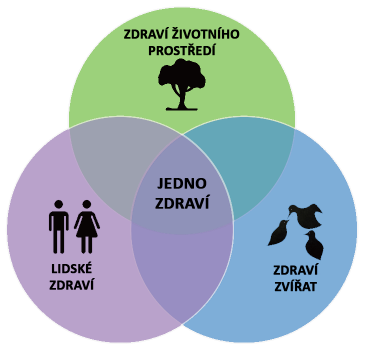 ZDRAVÍ ŽIVOTNÍHO
PROSTŘEDÍ
JEDNO
ZDRAVÍ
LIDSKÉ
ZDRAVÍ
ZDRAVÍ
ZVÍŘAT